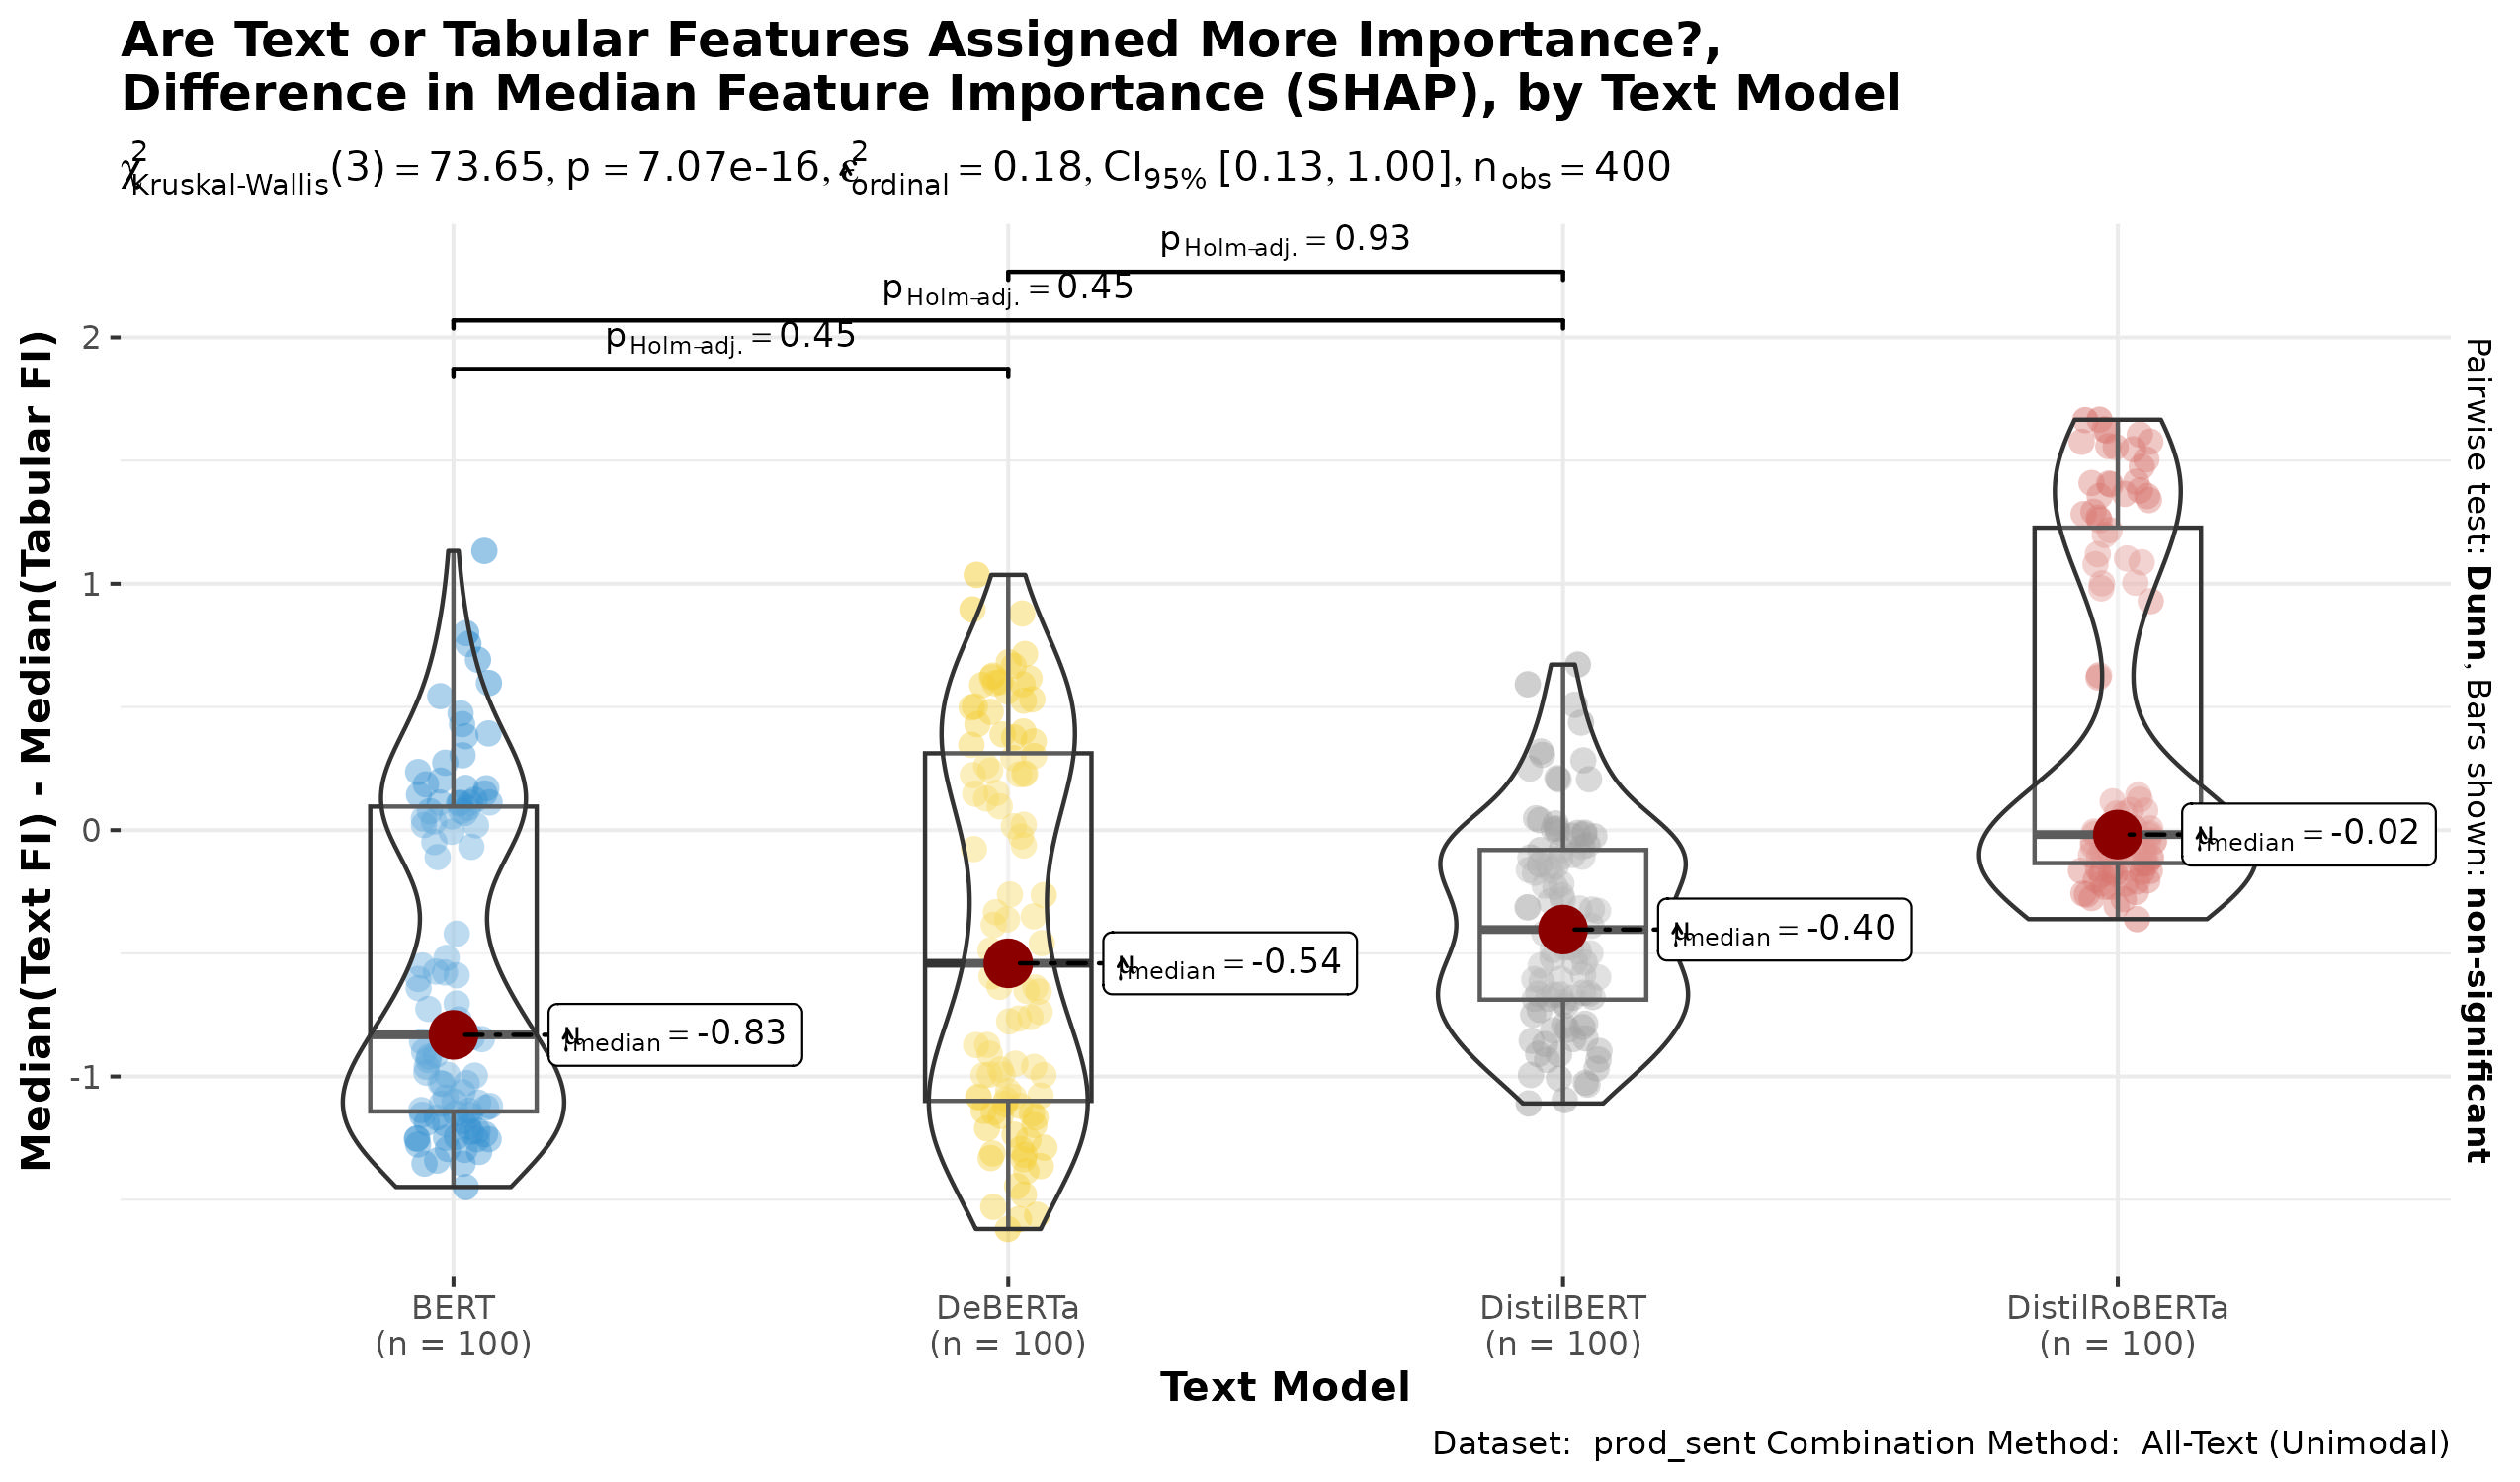 Are Text or Tabular Features Assigned More Importance?,
Difference in Median Feature Importance (SHAP), by Text Model
χ²Kruskal-Wallis(3) = 73.65, p = 7.07e-16, ε̂²ordinal = 0.18, CI95% [0.13, 1.00], nobs = 400
pHolm-adj. = 0.93
pHolm-adj. = 0.45
pHolm-adj. = 0.45
Median(Text FI) - Median(Tabular FI)
2
1
0
-1
μ̂median = -0.83
μ̂median = -0.54
μ̂median = -0.40
μ̂median = -0.02
Pairwise test: Dunn, Bars shown: non-significant
BERT
(n = 100)
DeBERTa
(n = 100)
DistilBERT
(n = 100)
DistilRoBERTa
(n = 100)
Text Model
Dataset: prod_sent Combination Method: All-Text (Unimodal)